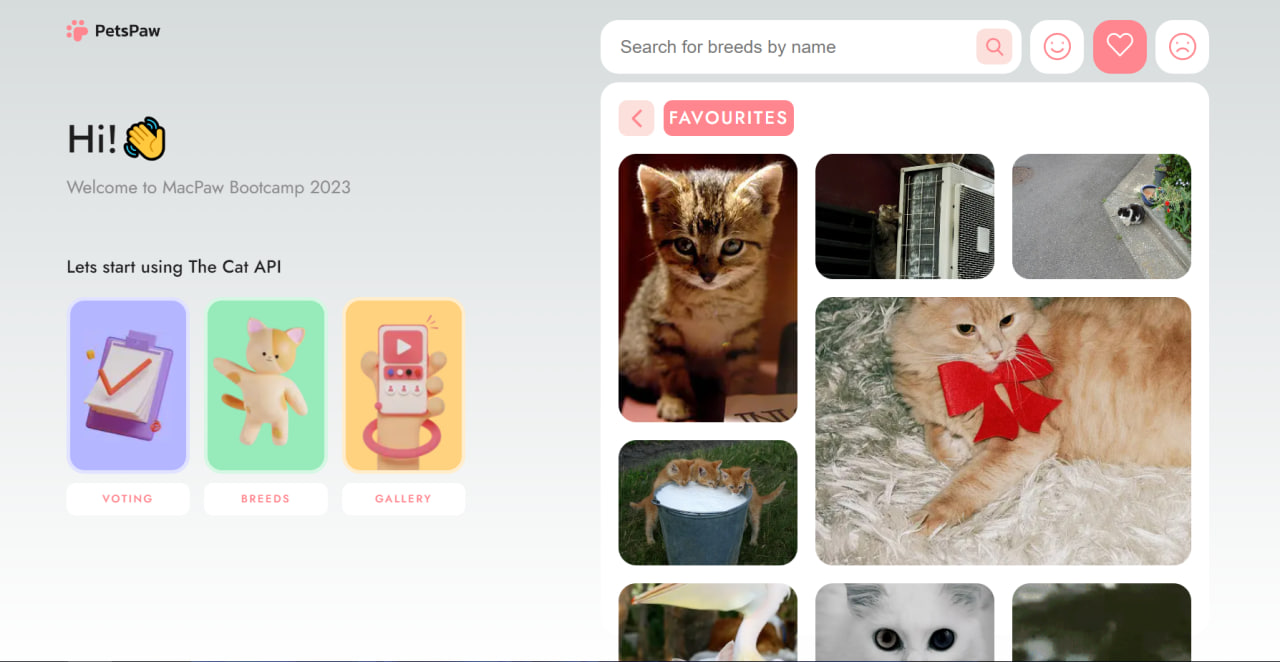 PetsPaw
Search for breeds by name
FAVOURITES
Hi!
Welcome to MacPaw Bootcamp 2023
Lets start using The Cat API
VOTING
BREEDS
GALLERY